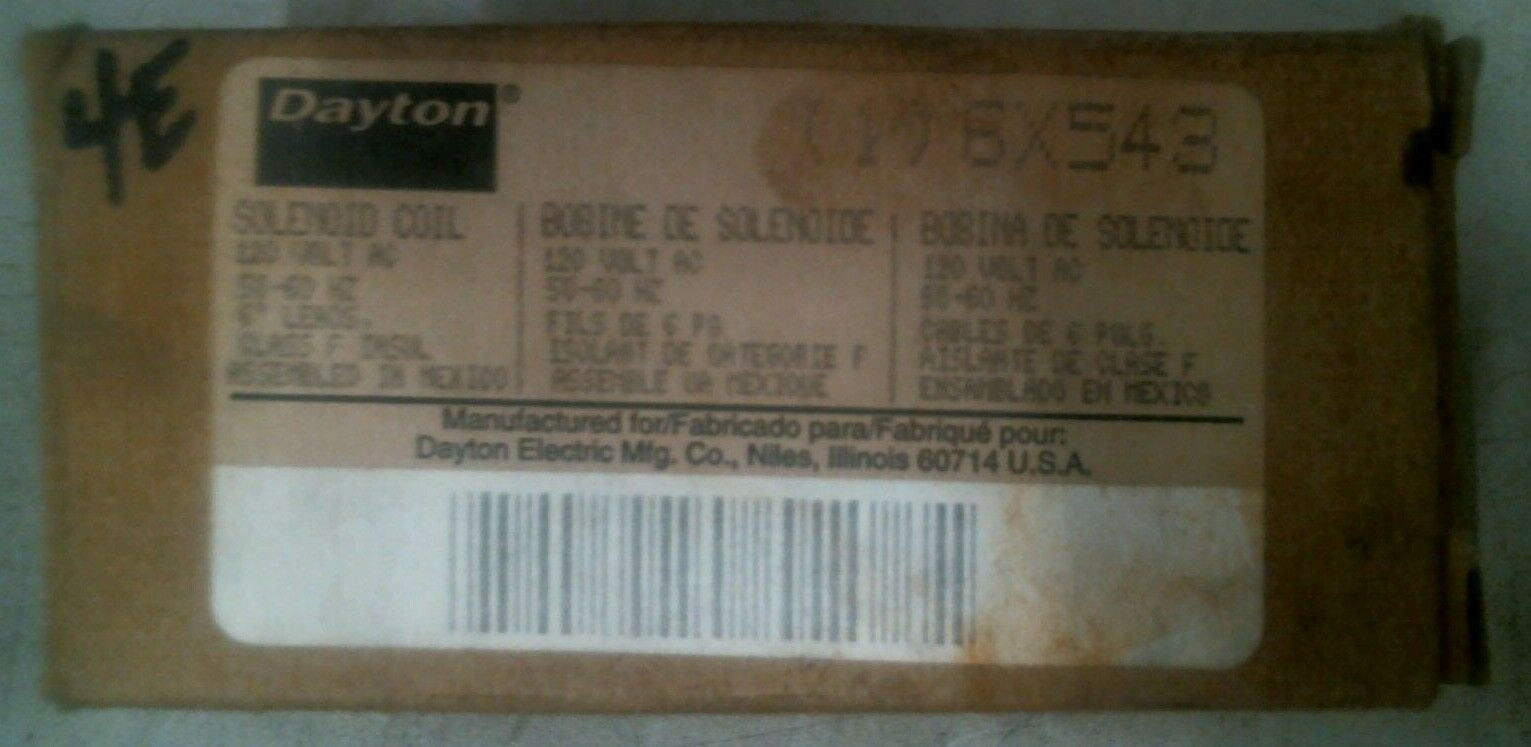 4E
Dayton®
(1) 6X543
SOLENOID COIL
120 VOLT AC
50-60 HZ
6" LEADS.
CLASS F INSUL
ASSEMBLED IN MEXICO
BOBINE DE SOLENOIDE
120 VOLT AC
50-60 HZ
FILS DE 6 PO
ISOLANT DE CATEGORIE F
ASSEMBLE UA MEXIQUE
BOBINA DE SOLENOIDE
120 VOLT AC
50-60 HZ
CABLES DE 6 PULG
AISLANTE DE CLASE F
ENSAMBLADO EN MEXICO
Manufactured for/Fabricado para/Fabriqué pour:
Dayton Electric Mfg. Co., Niles, Illinois 60714 U.S.A.